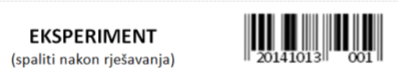 EKSPERIMENT
(spaliti nakon rješavanja)
20141013 001